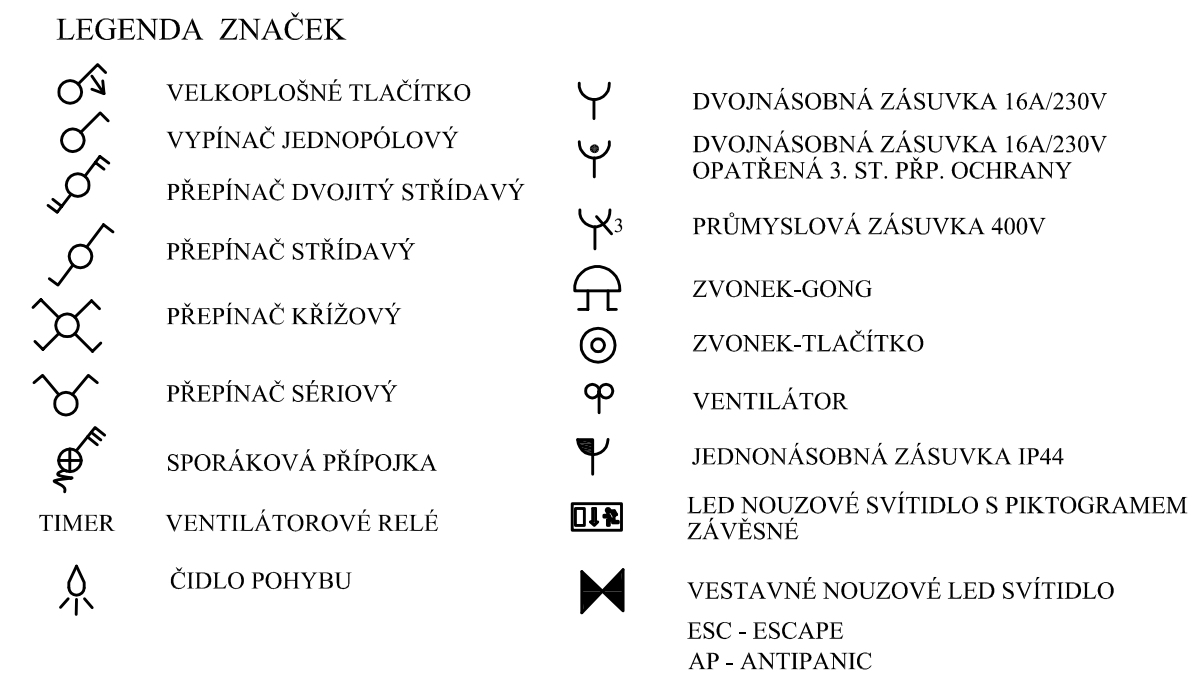 LEGENDA ZNAČEK
VELKOPLOŠNÉ TLAČÍTKO
VYPÍNAČ JEDNOPÓLOVÝ
PŘEPÍNAČ DVOJITÝ STŘÍDAVÝ
PŘEPÍNAČ STŘÍDAVÝ
PŘEPÍNAČ KŘÍŽOVÝ
PŘEPÍNAČ SÉRIOVÝ
SPORÁKOVÁ PŘÍPOJKA
TIMER VENTILÁTOROVÉ RELÉ
ČIDLO POHYBU
DVOJNÁSOBNÁ ZÁSUVKA 16A/230V
DVOJNÁSOBNÁ ZÁSUVKA 16A/230V
OPATŘENÁ 3. ST. PŘP. OCHRANY
3 PRŮMYSLOVÁ ZÁSUVKA 400V
ZVONEK-GONG
ZVONEK-TLAČÍTKO
VENTILÁTOR
JEDNONÁSOBNÁ ZÁSUVKA IP44
LED NOUZOVÉ SVÍTIDLO S PIKTOGRAMEM
ZÁVĚSNÉ
VESTAVNÉ NOUZOVÉ LED SVÍTIDLO
ESC - ESCAPE
AP - ANTIPANIC